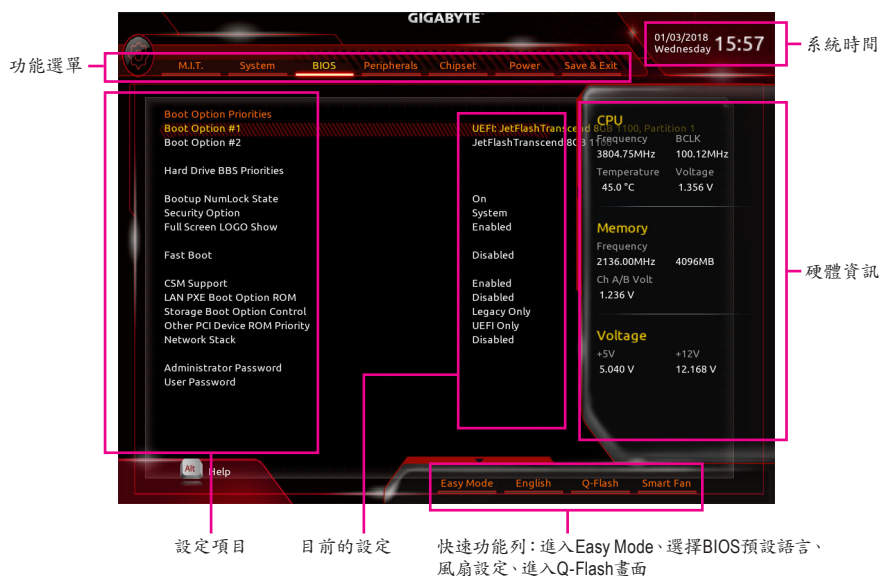 GIGABYTE
01/03/2018
Wednesday 15:57
系統時間
功能選單
M.I.T. System BIOS Peripherals Chipset Power Save & Exit
Boot Option Priorities
Boot Option #1 UEFI: JetFlashTranscend 8GB 1100, Partition 1
Boot Option #2 JetFlashTranscend 8GB 1100
Hard Drive BBS Priorities
Bootup NumLock State On
Security Option System
Full Screen LOGO Show Enabled
Fast Boot Disabled
CSM Support Enabled
LAN PXE Boot Option ROM Disabled
Storage Boot Option Control Legacy Only
Other PCI Device ROM Priority UEFI Only
Network Stack Disabled
Administrator Password
User Password
CPU
Frequency BCLK
3804.75MHz 100.12MHz
Temperature Voltage
45.0 °C 1.356 V
Memory
Frequency
2136.00MHz 4096MB
Ch A/B Volt
1.236 V
Voltage
+5V +12V
5.040 V 12.168 V
硬體資訊
Alt Help
Easy Mode English Q-Flash Smart Fan
設定項目
目前的設定
快速功能列：進入Easy Mode、選擇BIOS預設語言、
風扇設定、進入Q-Flash畫面